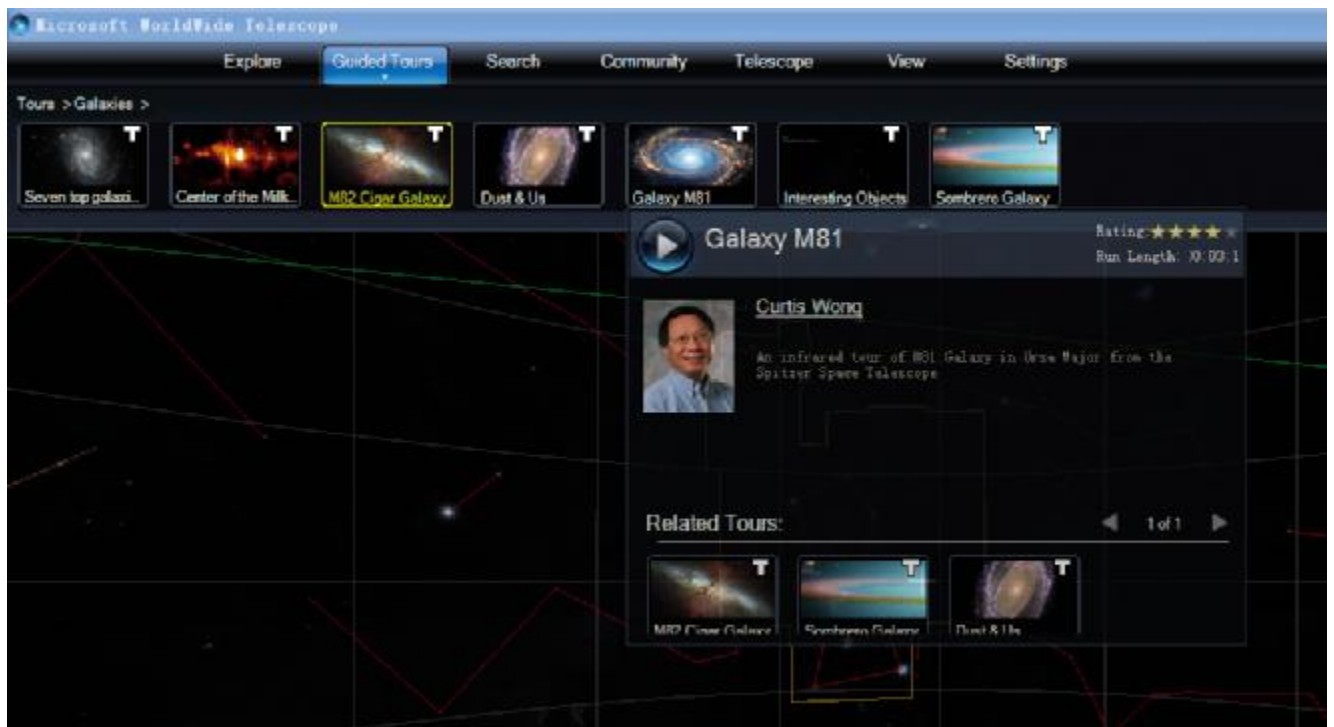 Microsoft WorldWide Telescope
Explore Guided Tours Search Community Telescope View Settings
Tours > Galaxies >
T T T T T T T
Seven top galaxi... Center of the Milk... M82 Cigar Galaxy Dust & Us Galaxy M81 Interesting Objects Sombrero Galaxy
Galaxy M81
Rating:
Run Length:
Curtis Wong
An infrared tour of M81 Galaxy in Ursa Major from the
Spitzer Space Telescope
Related Tours:
1 of 1
T T T
M82 Cigar Galaxy Sombrero Galaxy Dust & Us